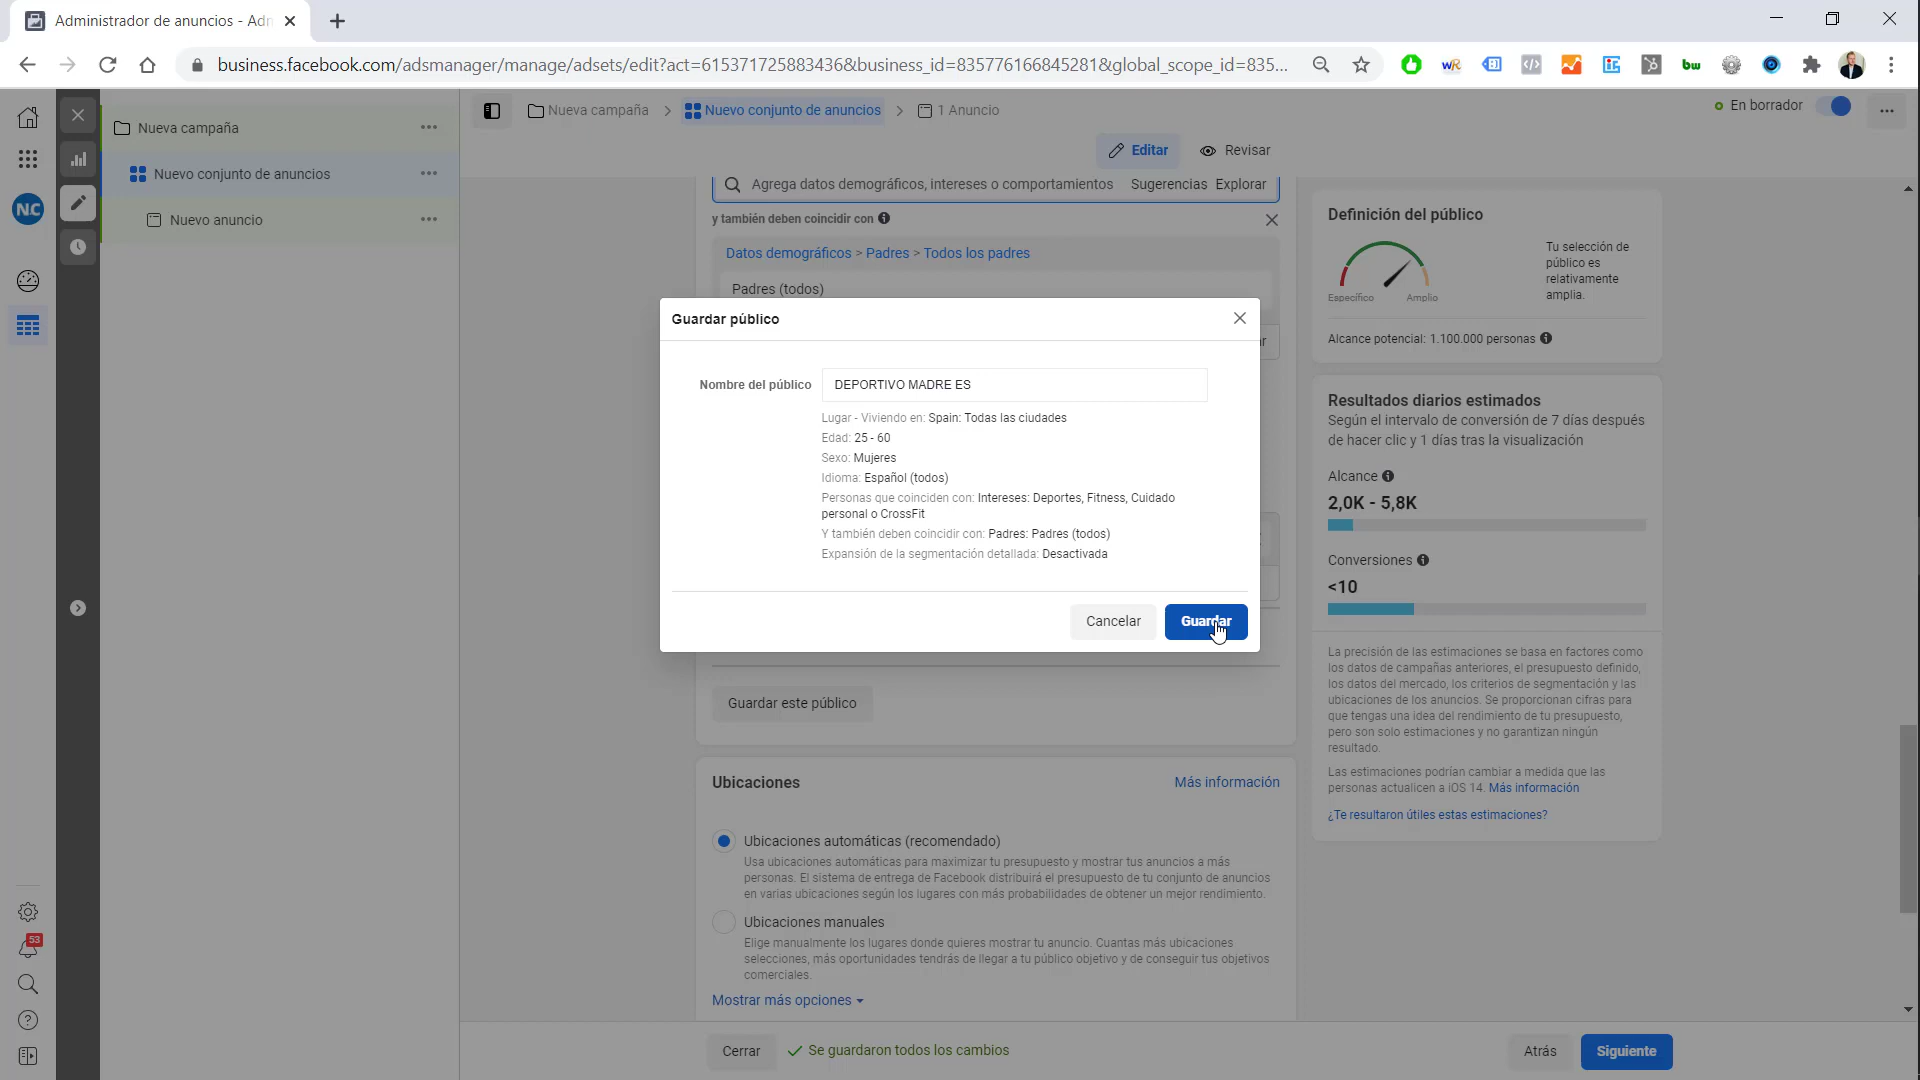 Administrador de anuncios - Adm
business.facebook.com/adsmanager/manage/adsets/edit?act=615371725883436&business_id=835776166845281&global_scope_id=835...
Nueva campaña
Nuevo conjunto de anuncios
Nuevo anuncio
NC
53
Nueva campaña > Nuevo conjunto de anuncios > 1 Anuncio
En borrador
Editar
Revisar
Agrega datos demográficos, intereses o comportamientos Sugerencias Explorar
y también deben coincidir con
Datos demográficos > Padres > Todos los padres
Padres (todos)
Guardar público
Nombre del público DEPORTIVO MADRE ES
Lugar - Viviendo en: Spain: Todas las ciudades
Edad: 25 - 60
Sexo: Mujeres
Idioma: Español (todos)
Personas que coinciden con: Intereses: Deportes, Fitness, Cuidado
personal o CrossFit
Y también deben coincidir con: Padres: Padres (todos)
Expansión de la segmentación detallada: Desactivada
Cancelar
Guardar
Guardar este público
Ubicaciones
Más información
Ubicaciones automáticas (recomendado)
Usa ubicaciones automáticas para maximizar tu presupuesto y mostrar tus anuncios a más
personas. El sistema de entrega de Facebook distribuirá el presupuesto de tu conjunto de anuncios
en varias ubicaciones según los lugares con más probabilidades de obtener un mejor rendimiento.
Ubicaciones manuales
Elige manualmente los lugares donde quieres mostrar tu anuncio. Cuantas más ubicaciones
selecciones, más oportunidades tendrás de llegar a tu público objetivo y de conseguir tus objetivos
comerciales.
Mostrar más opciones
Cerrar
Se guardaron todos los cambios
Atrás
Siguiente
Definición del público
Tu selección de
público es
relativamente
amplia.
Específico
Amplio
Alcance potencial: 1.100.000 personas
Resultados diarios estimados
Según el intervalo de conversión de 7 días después
de hacer clic y 1 días tras la visualización
Alcance
2,0K - 5,8K
Conversiones
<10
La precisión de las estimaciones se basa en factores como
los datos de campañas anteriores, el presupuesto definido,
los datos del mercado, los criterios de segmentación y las
ubicaciones de los anuncios. Se proporcionan cifras para
que tengas una idea del rendimiento de tu presupuesto,
pero son solo estimaciones y no garantizan ningún
resultado.
Las estimaciones podrían cambiar a medida que las
personas actualicen a iOS 14. Más información
¿Te resultaron útiles estas estimaciones?